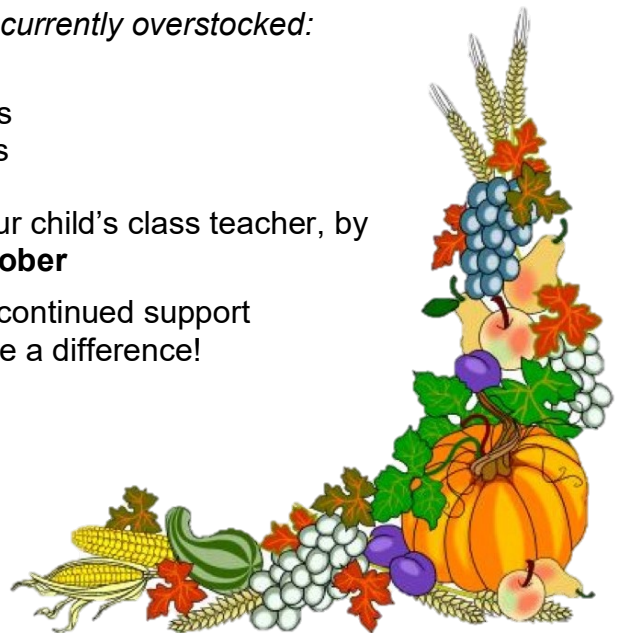 currently overstocked:
s
s
ur child’s class teacher, by
ober
continued support
e a difference!